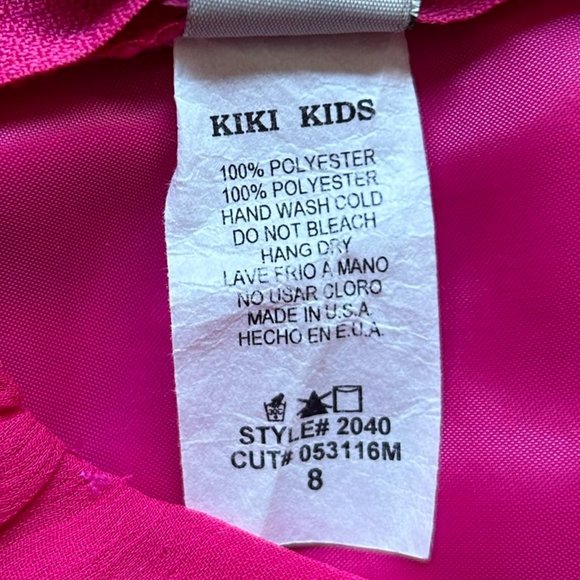 KIKI KIDS
100% POLYESTER
100% POLYESTER
HAND WASH COLD
DO NOT BLEACH
HANG DRY
LAVE FRIO A MANO
NO USAR CLORO
MADE IN U.S.A.
HECHO EN E.U.A.
STYLE# 2040
CUT# 053116M
8